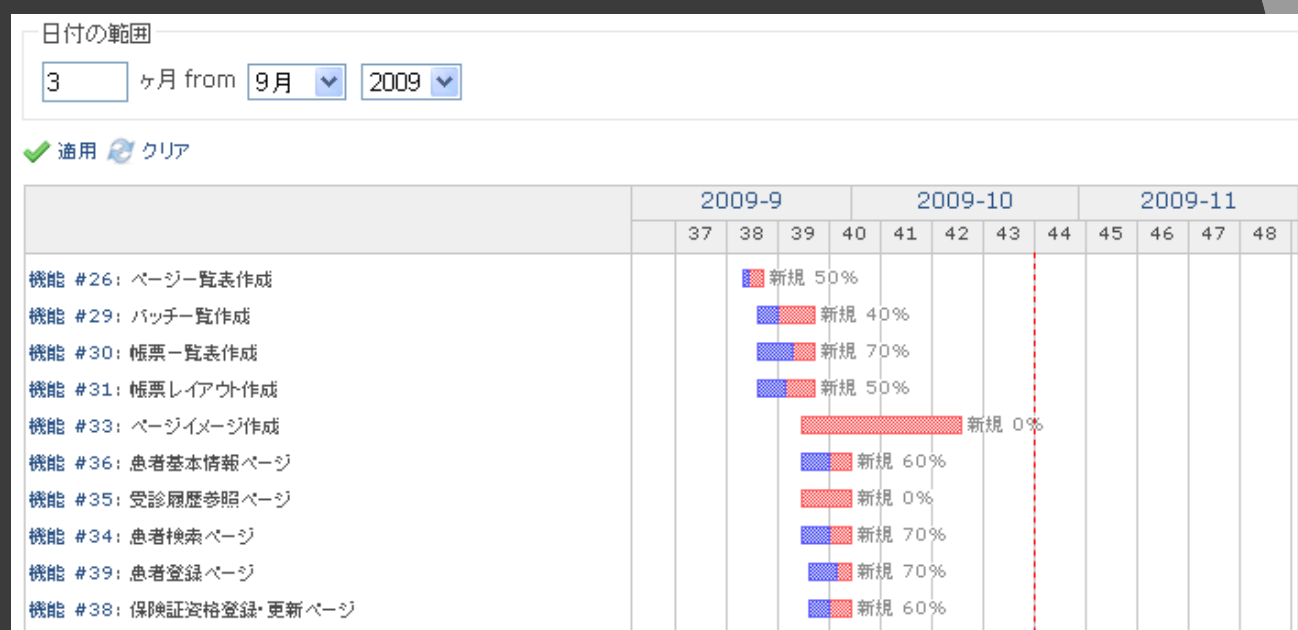 日付の範囲
3 ヶ月 from 9月 2009
適用 クリア
2009-9 2009-10 2009-11
37 38 39 40 41 42 43 44 45 46 47 48
機能 #26: ページ一覧表作成 新規 50%
機能 #29: バッチ一覧作成 新規 40%
機能 #30: 帳票一覧表作成 新規 70%
機能 #31: 帳票レイアウト作成 新規 50%
機能 #33: ページイメージ作成 新規 0%
機能 #36: 患者基本情報ページ 新規 60%
機能 #35: 受診履歴参照ページ 新規 0%
機能 #34: 患者検索ページ 新規 70%
機能 #39: 患者登録ページ 新規 70%
機能 #38: 保険証資格登録・更新ページ 新規 60%